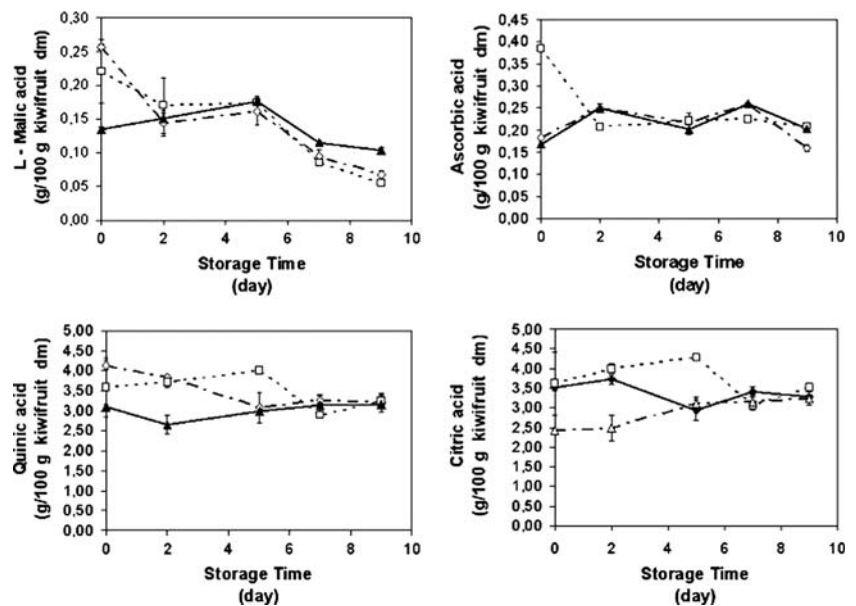 L - Malic acid
(g/100 g kiwifruit dm)
0,30
0,25
0,20
0,15
0,10
0,05
0,00
0 2 4 6 8 10
Storage Time
(day)
Ascorbic acid
(g/100 g kiwifruit dm)
0,45
0,40
0,35
0,30
0,25
0,20
0,15
0,10
0,05
0,00
0 2 4 6 8 10
Storage Time
(day)
Quinic acid
(g/100 g kiwifruit dm)
5,00
4,50
4,00
3,50
3,00
2,50
2,00
1,50
1,00
0,50
0,00
0 2 4 6 8 10
Storage Time
(day)
Citric acid
(g/100 g kiwifruit dm)
5,00
4,50
4,00
3,50
3,00
2,50
2,00
1,50
1,00
0,50
0,00
0 2 4 6 8 10
Storage Time
(day)